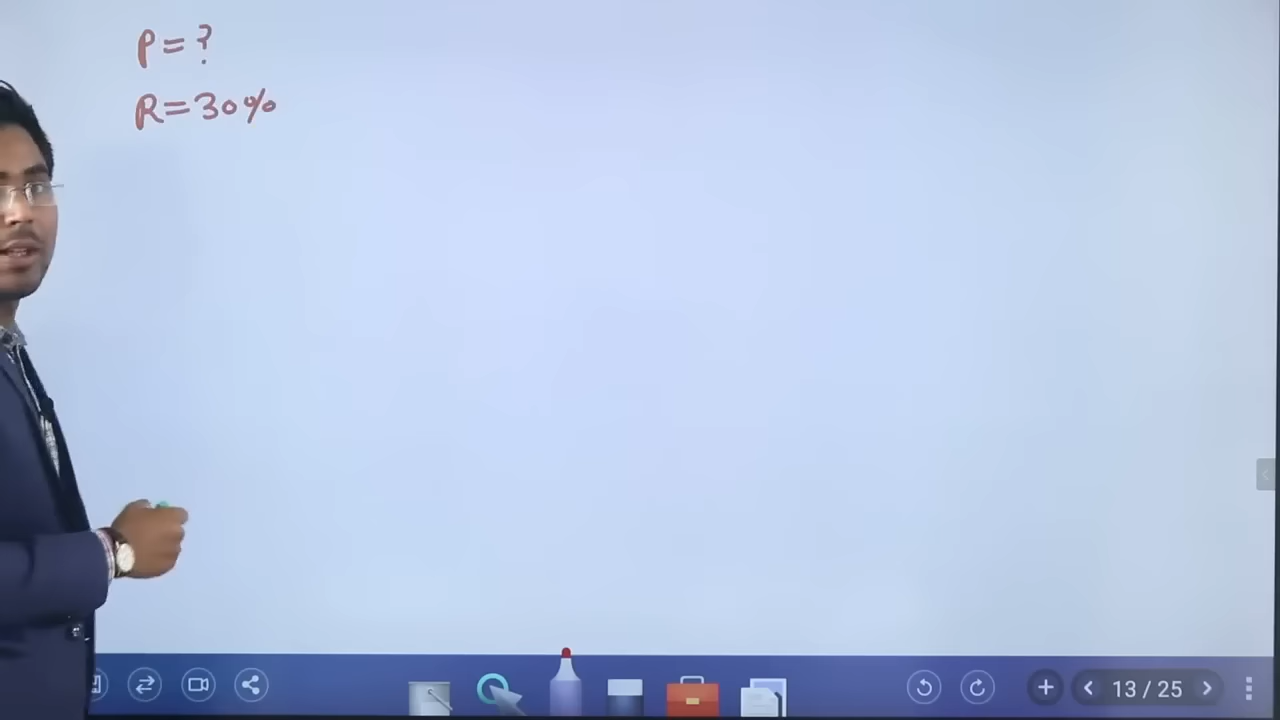 P = ?
R = 30%
13 / 25